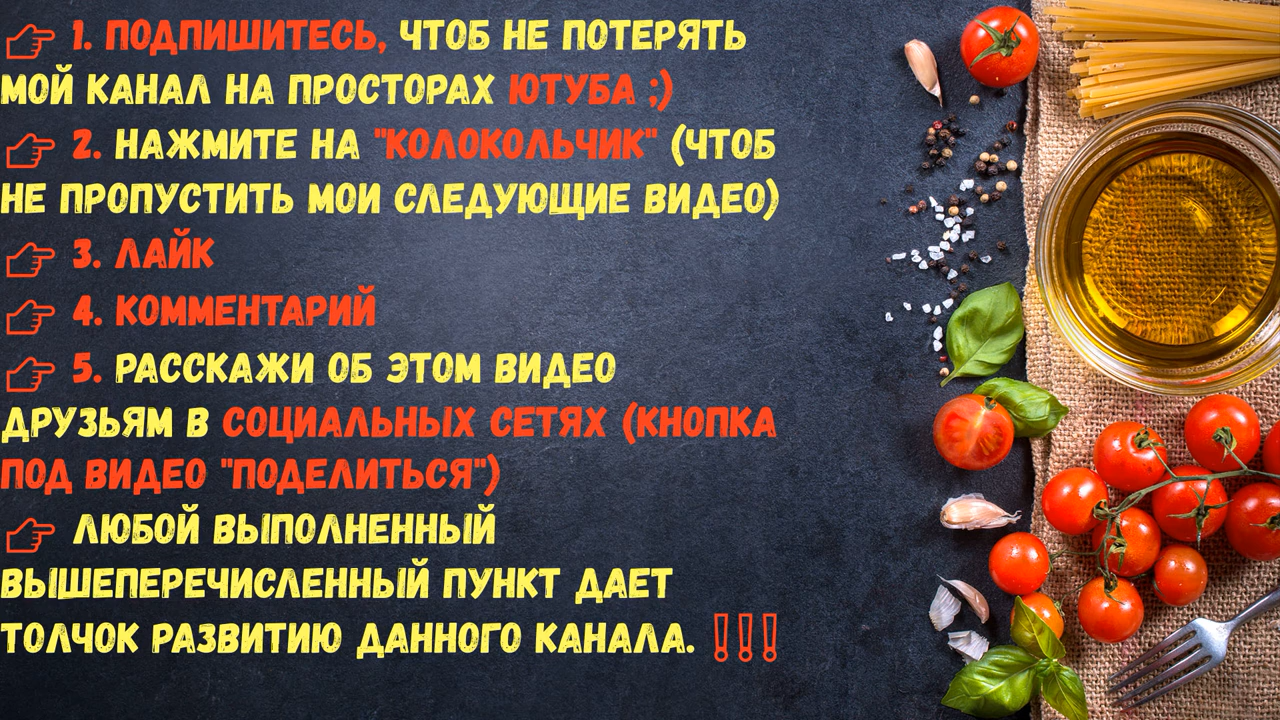 👉 1. ПОДПИШИТЕСЬ, ЧТОБ НЕ ПОТЕРЯТЬ
МОЙ КАНАЛ НА ПРОСТОРАХ ЮТУБА ;)
👉 2. НАЖМИТЕ НА "КОЛОКОЛЬЧИК" (ЧТОБ
НЕ ПРОПУСТИТЬ МОИ СЛЕДУЮЩИЕ ВИДЕО)
👉 3. ЛАЙК
👉 4. КОММЕНТАРИЙ
👉 5. РАССКАЖИ ОБ ЭТОМ ВИДЕО
ДРУЗЬЯМ В СОЦИАЛЬНЫХ СЕТЯХ (КНОПКА
ПОД ВИДЕО "ПОДЕЛИТЬСЯ")
👉 ЛЮБОЙ ВЫПОЛНЕННЫЙ
ВЫШЕПЕРЕЧИСЛЕННЫЙ ПУНКТ ДАЕТ
ТОЛЧОК РАЗВИТИЮ ДАННОГО КАНАЛА. !!!